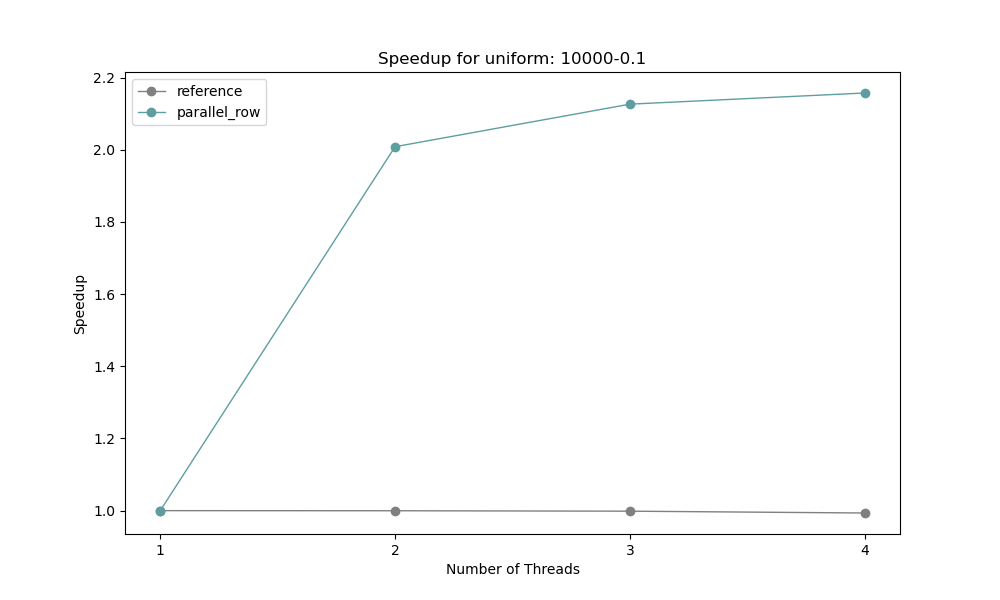 Speedup for uniform: 10000-0.1
reference
parallel_row
2.2
2.0
1.8
1.6
1.4
1.2
1.0
Speedup
1 2 3 4
Number of Threads